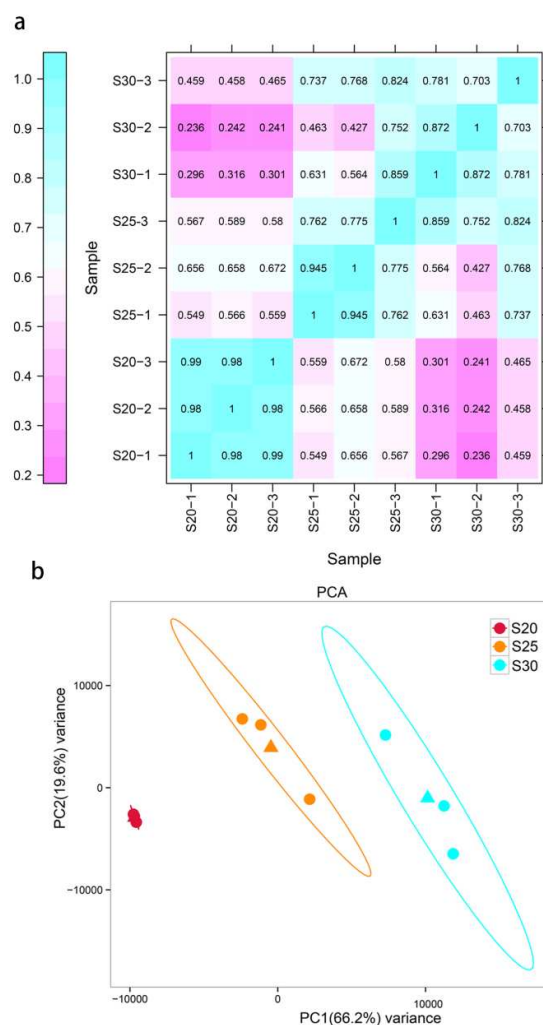 a
1.0
0.9
0.8
0.7
0.6
0.5
0.4
0.3
0.2
Sample
S30-3 0.459 0.458 0.465 0.737 0.768 0.824 0.781 0.703 1
S30-2 0.236 0.242 0.241 0.463 0.427 0.752 0.872 1 0.703
S30-1 0.296 0.316 0.301 0.631 0.564 0.859 1 0.872 0.781
S25-3 0.567 0.589 0.58 0.762 0.775 1 0.859 0.752 0.824
S25-2 0.656 0.658 0.672 0.945 1 0.775 0.564 0.427 0.768
S25-1 0.549 0.566 0.559 1 0.945 0.762 0.631 0.463 0.737
S20-3 0.99 0.98 1 0.559 0.672 0.58 0.301 0.241 0.465
S20-2 0.98 1 0.98 0.566 0.658 0.589 0.316 0.242 0.458
S20-1 1 0.98 0.99 0.549 0.656 0.567 0.296 0.236 0.459
S20-1 S20-2 S20-3 S25-1 S25-2 S25-3 S30-1 S30-2 S30-3
Sample
b
PCA
S20
S25
S30
PC2(19.6%) variance
10000
0
−10000
−10000 0 10000
PC1(66.2%) variance